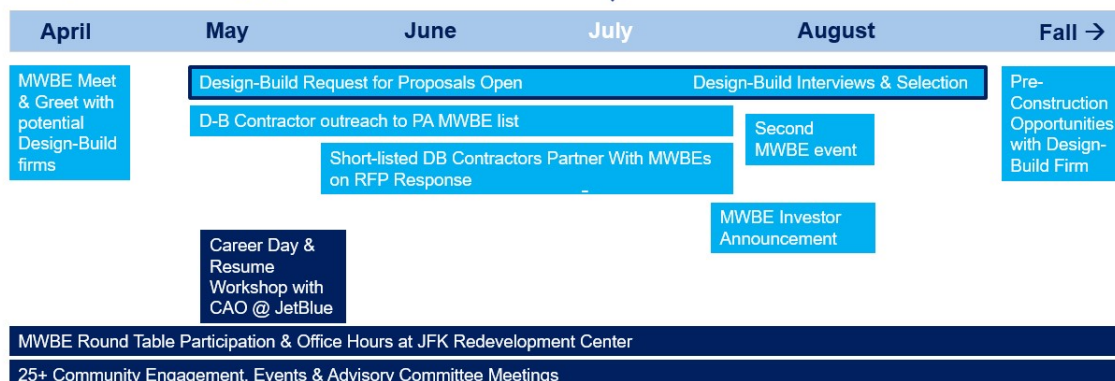 April May June July August Fall →
MWBE Meet
& Greet with
potential
Design-Build
firms
Design-Build Request for Proposals Open
Design-Build Interviews & Selection
Pre-
Construction
Opportunities
with Design-
Build Firm
D-B Contractor outreach to PA MWBE list
Second
MWBE event
Short-listed DB Contractors Partner With MWBEs
on RFP Response
MWBE Investor
Announcement
Career Day &
Resume
Workshop with
CAO @ JetBlue
MWBE Round Table Participation & Office Hours at JFK Redevelopment Center
25+ Community Engagement, Events & Advisory Committee Meetings